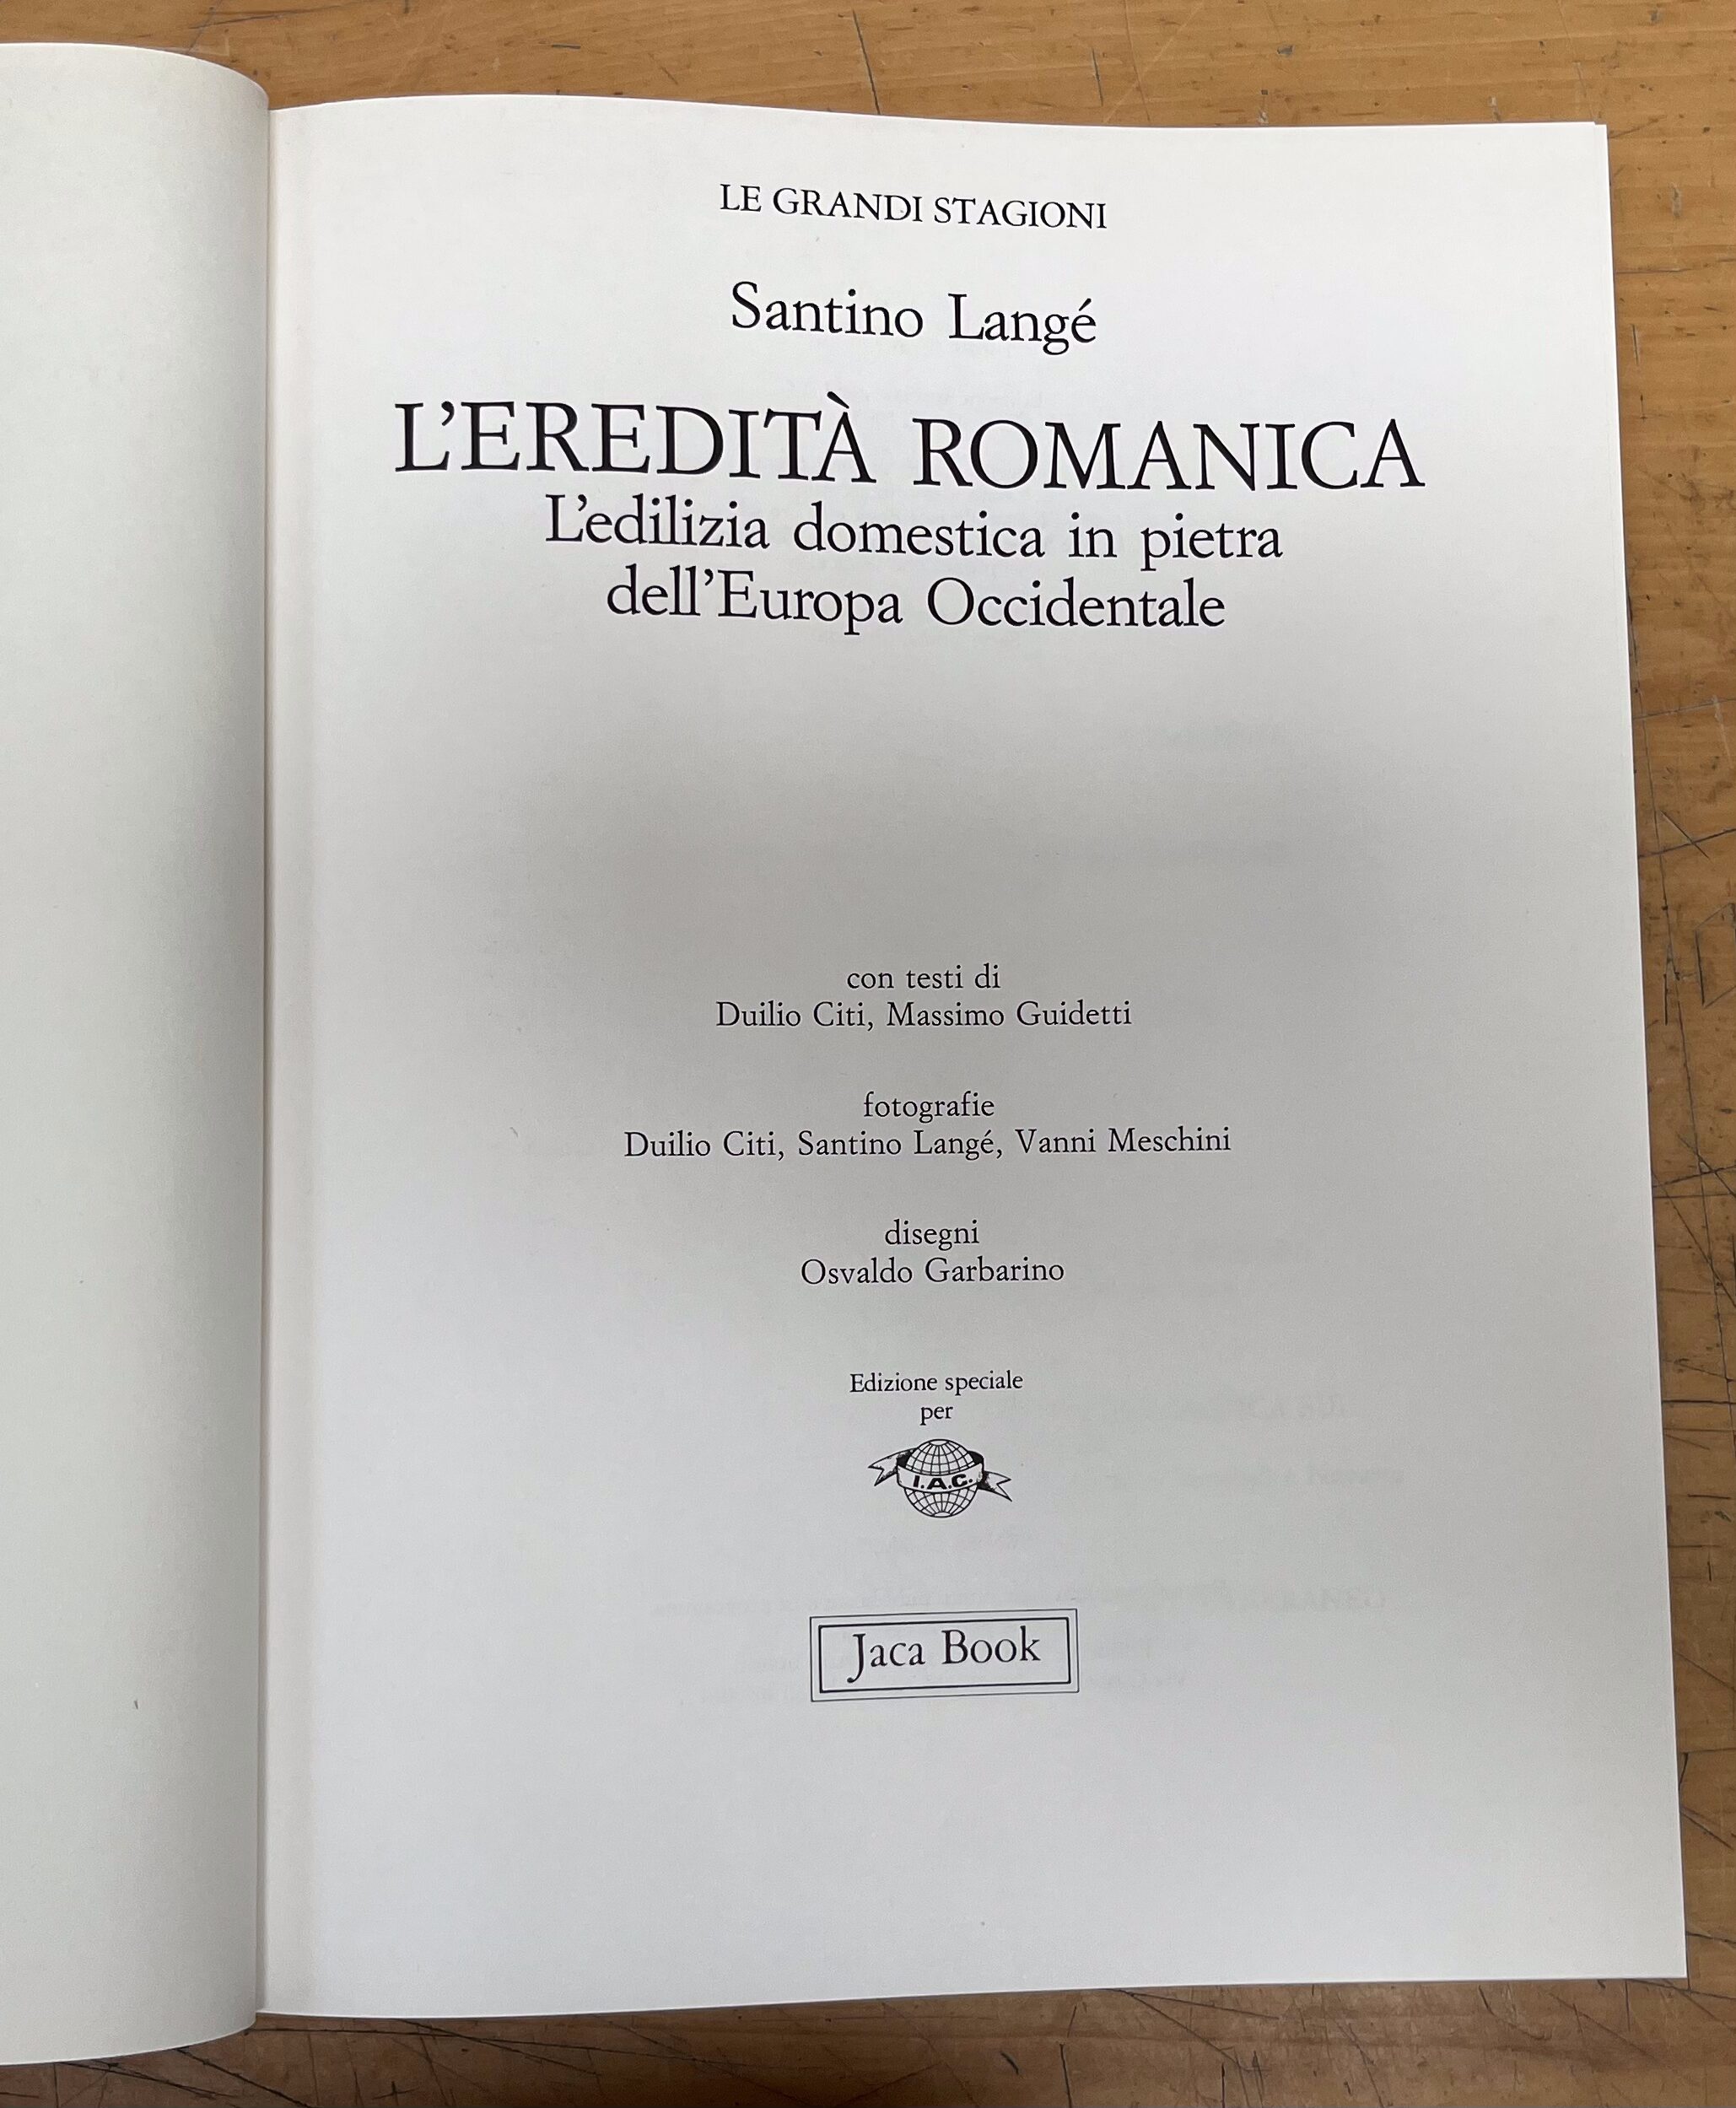 LE GRANDI STAGIONI
Santino Langé
L'EREDITÀ ROMANICA
L'edilizia domestica in pietra
dell'Europa Occidentale
con testi di
Duilio Citi, Massimo Guidetti
fotografie
Duilio Citi, Santino Langé, Vanni Meschini
disegni
Osvaldo Garbarino
Edizione speciale
per
I.A.C.
Jaca Book